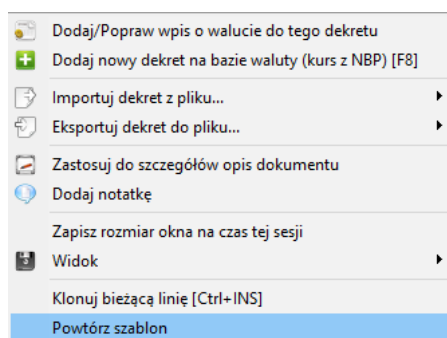 Dodaj/Popraw wpis o walucie do tego dekretu
Dodaj nowy dekret na bazie waluty (kurs z NBP) [F8]
Importuj dekret z pliku...
Eksportuj dekret do pliku...
Zastosuj do szczegółów opis dokumentu
Dodaj notatkę
Zapisz rozmiar okna na czas tej sesji
Widok
Klonuj bieżącą linię [Ctrl+INS]
Powtórz szablon